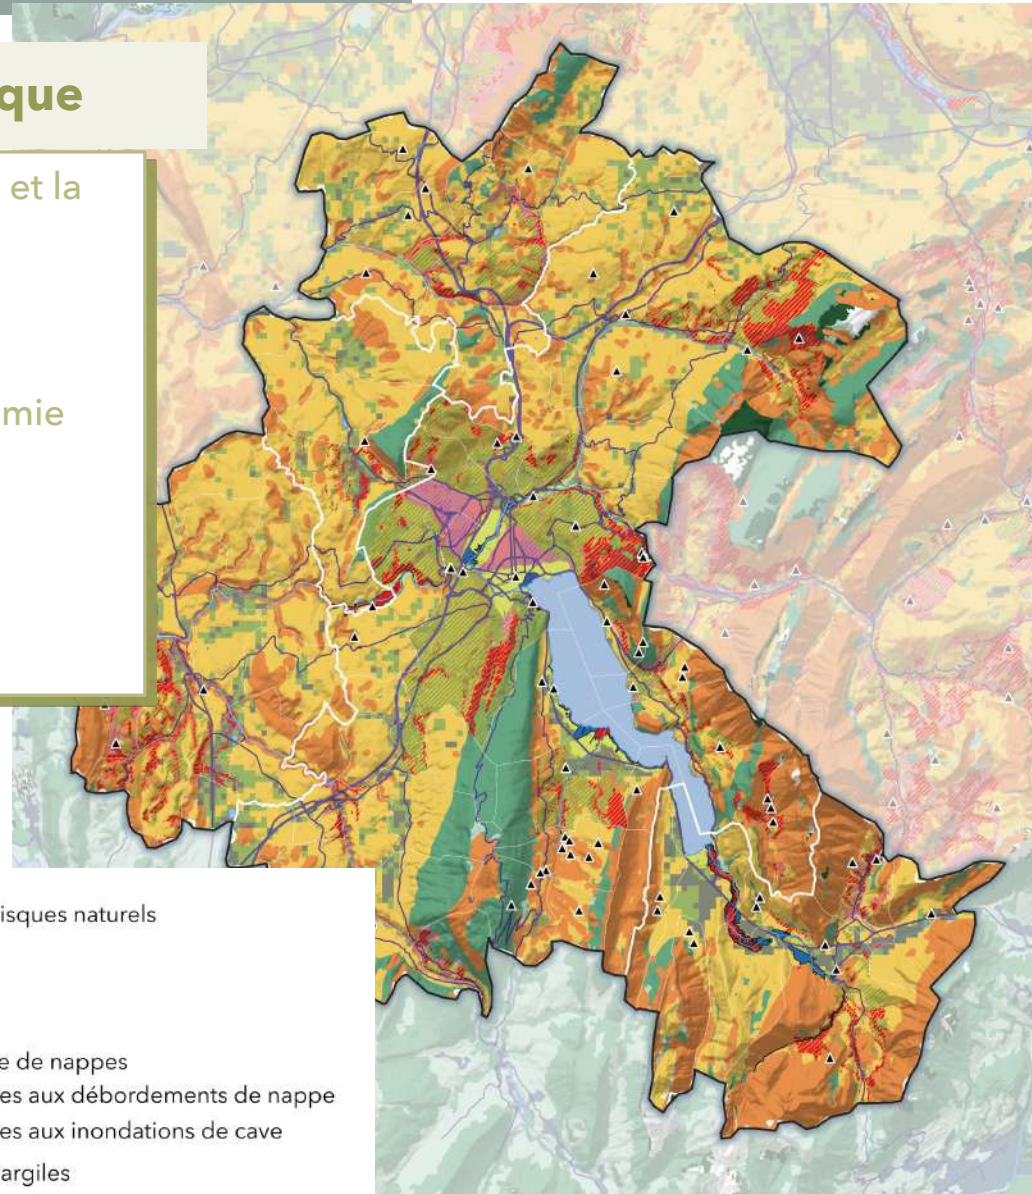 que
et la
mie
isques naturels
e de nappes
es aux débordements de nappe
es aux inondations de cave
argiles